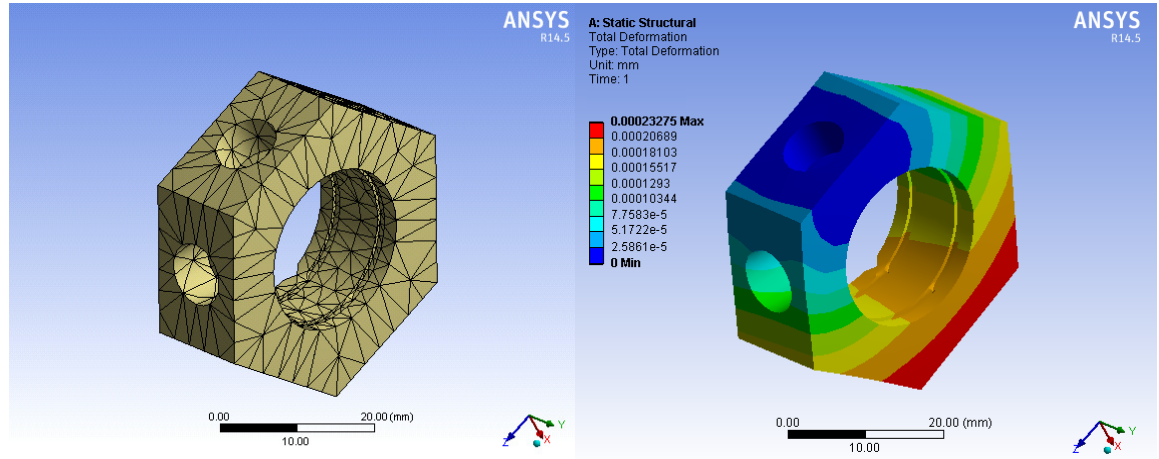 ANSYS
R14.5
0.00
20.00 (mm)
10.00
Z
X
Y
A: Static Structural
Total Deformation
Type: Total Deformation
Unit: mm
Time: 1
ANSYS
R14.5
0.00023275 Max
0.00020689
0.00018103
0.00015517
0.0001293
0.00010344
7.7583e-5
5.1722e-5
2.5861e-5
0 Min
0.00
20.00 (mm)
10.00
Z
X
Y